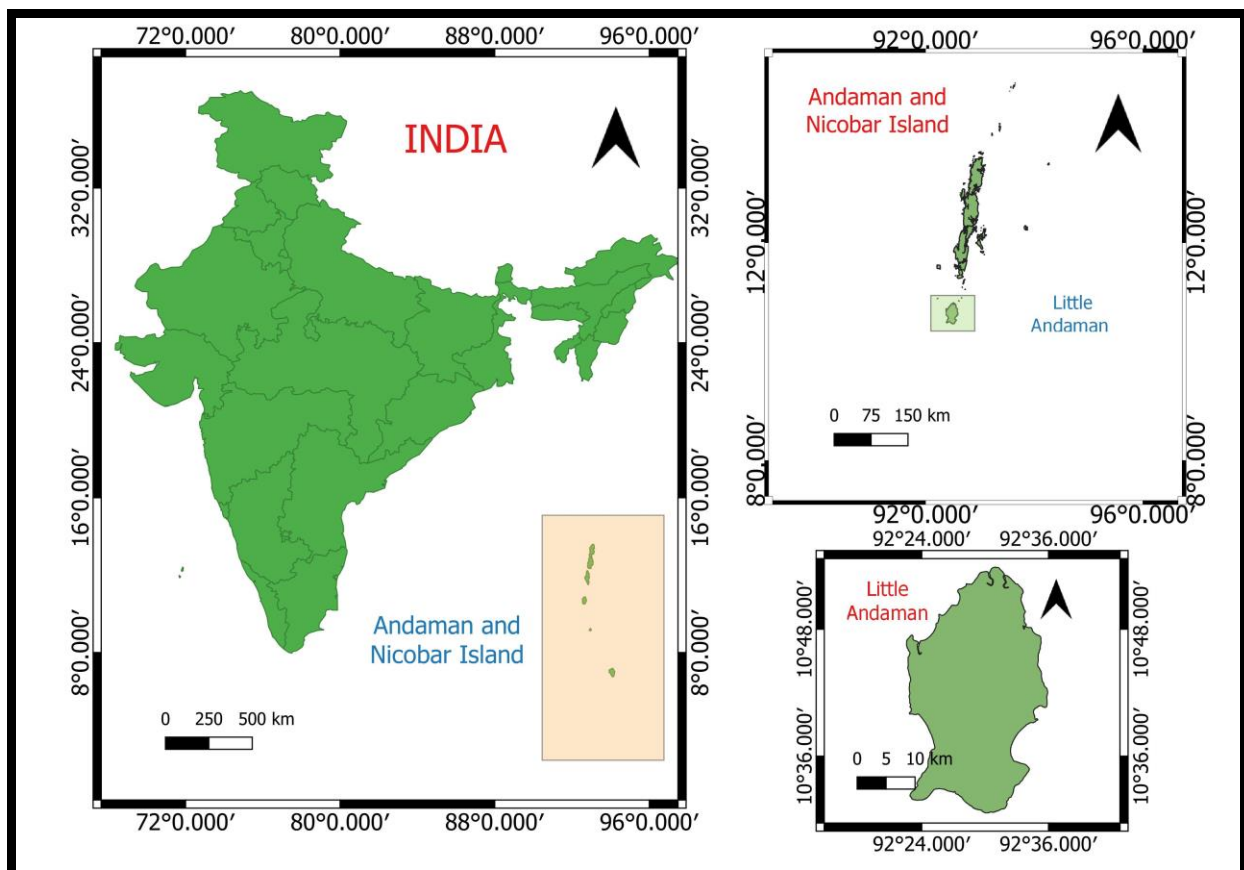 72°0.000′ 80°0.000′ 88°0.000′ 96°0.000′
INDIA
32°0.000′
32°0.000′
24°0.000′
24°0.000′
16°0.000′
16°0.000′
8°0.000′
8°0.000′
Andaman and
Nicobar Island
0 250 500 km
72°0.000′ 80°0.000′ 88°0.000′ 96°0.000′
92°0.000′ 96°0.000′
Andaman and
Nicobar Island
12°0.000′
12°0.000′
Little
Andaman
0 75 150 km
8°0.000′
8°0.000′
92°0.000′ 96°0.000′
92°24.000′ 92°36.000′
Little
Andaman
10°48.000′
10°48.000′
10°36.000′
10°36.000′
0 5 10 km
92°24.000′ 92°36.000′